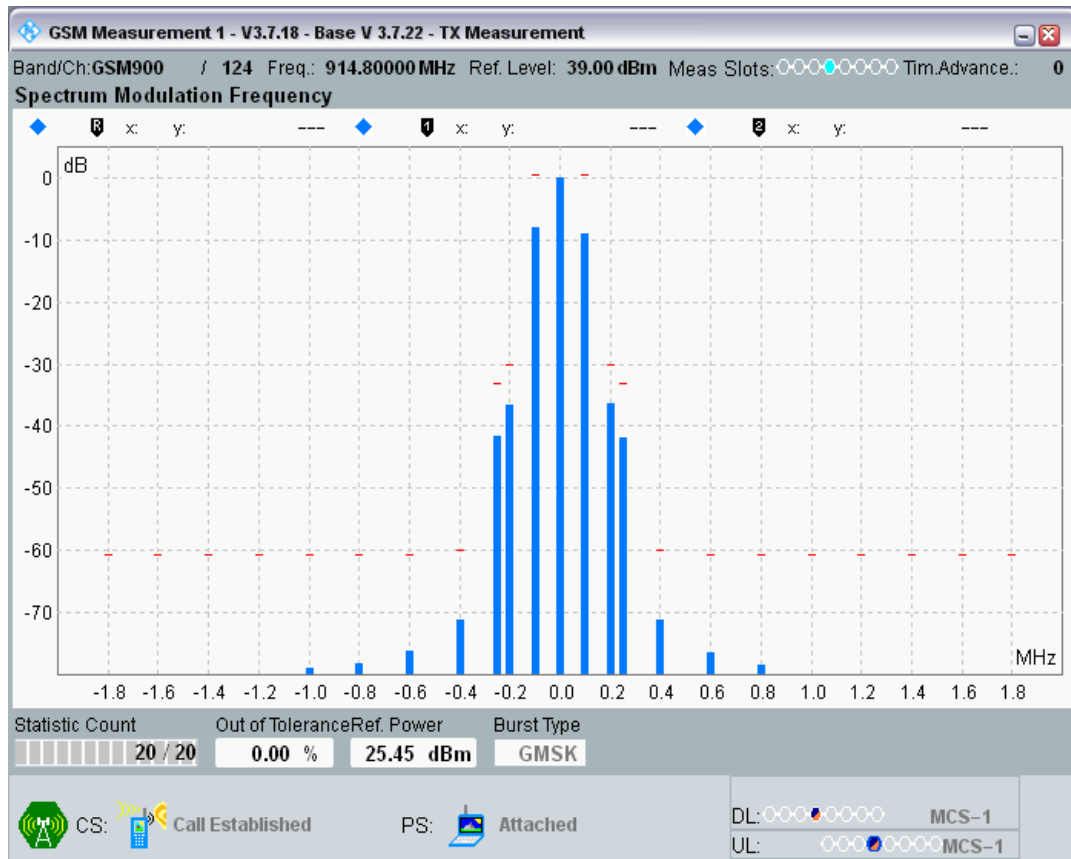 GSM Measurement 1 - V3.7.18 - Base V 3.7.22 - TX Measurement
Band/Ch:GSM900 / 124 Freq.: 914.80000 MHz Ref. Level: 39.00 dBm Meas Slots: Tim.Advance.: 0
Spectrum Modulation Frequency
R x: y: --- 1 x: y: --- 2 x: y: ---
dB
0
-10
-20
-30
-40
-50
-60
-70
MHz
-1.8 -1.6 -1.4 -1.2 -1.0 -0.8 -0.6 -0.4 -0.2 0.0 0.2 0.4 0.6 0.8 1.0 1.2 1.4 1.6 1.8
Statistic Count Out of Tolerance Ref. Power Burst Type
20 / 20 0.00 % 25.45 dBm GMSK
CS: Call Established PS: Attached
DL: MCS-1
UL: MCS-1